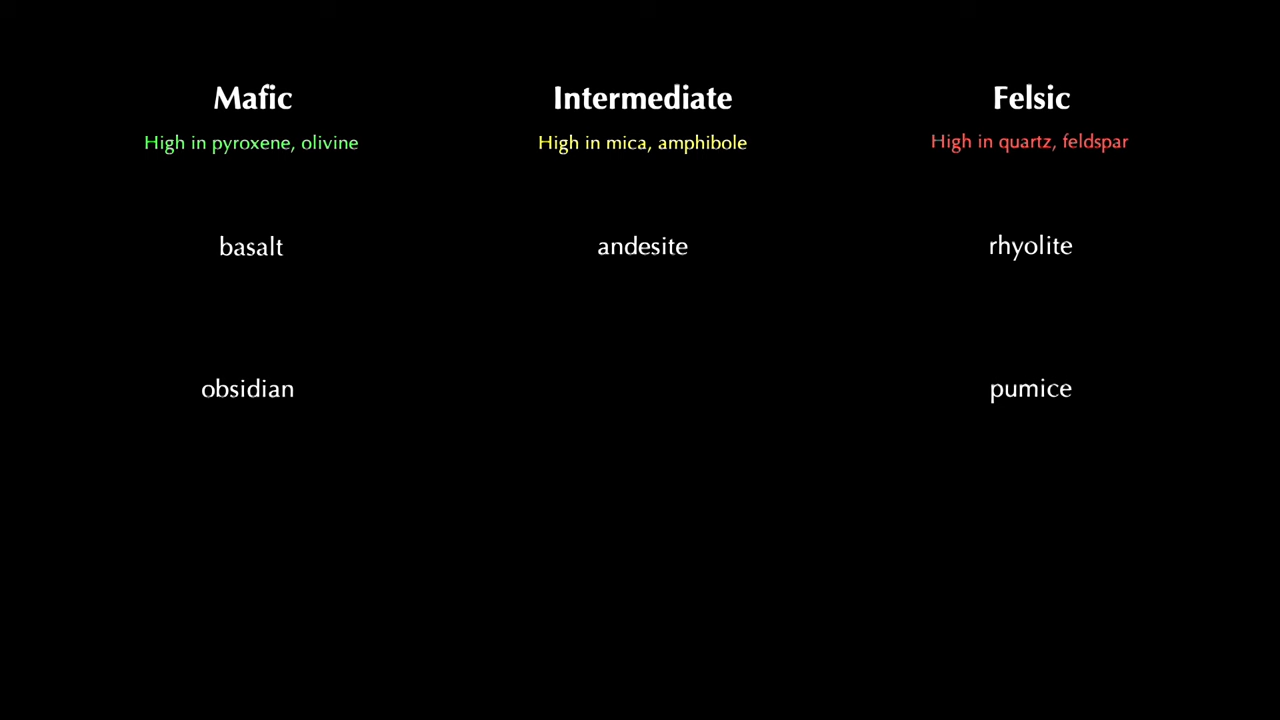 Mafic Intermediate Felsic
High in pyroxene, olivine High in mica, amphibole High in quartz, feldspar
basalt andesite rhyolite
obsidian pumice